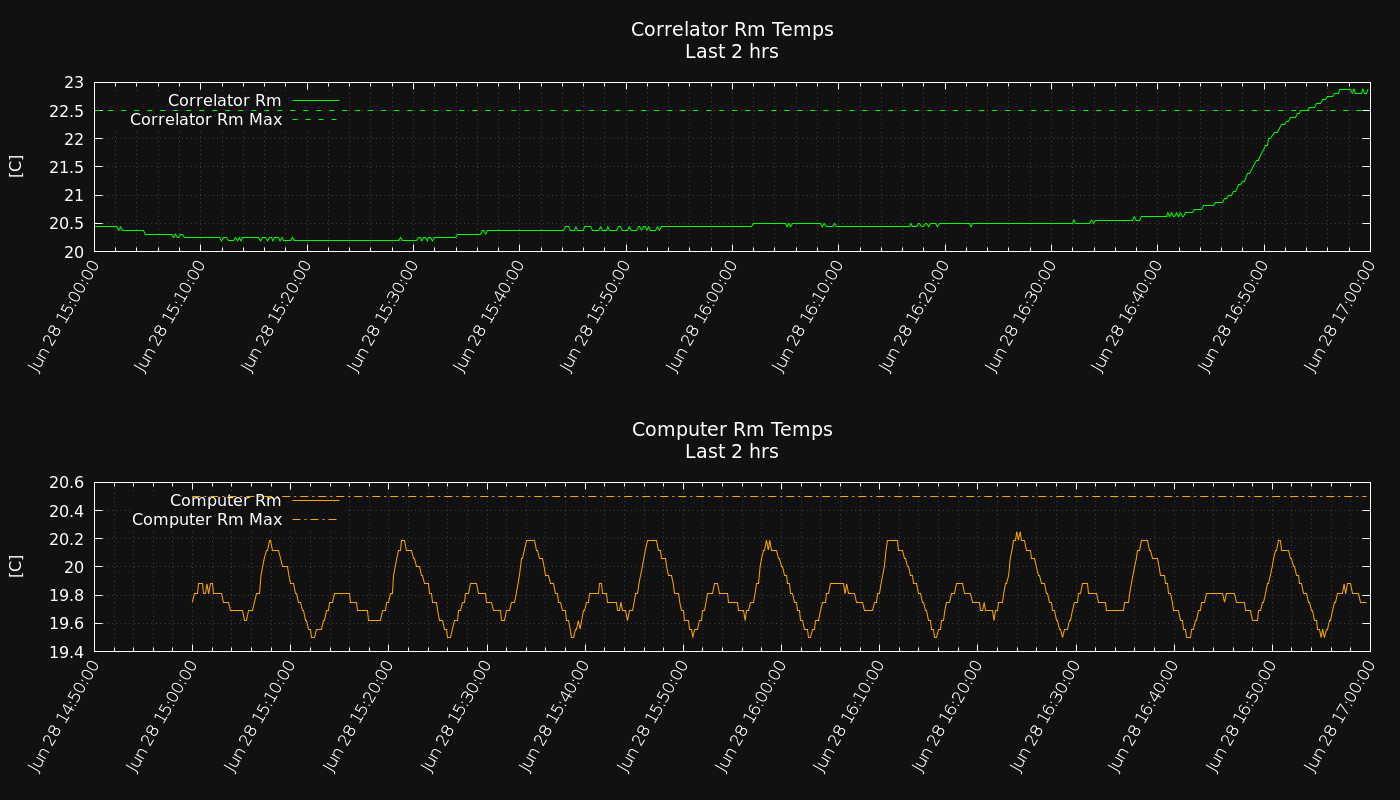 Correlator Rm Temps
Last 2 hrs
23
22.5
22
21.5
21
20.5
20
[C]
Correlator Rm
Correlator Rm Max
Jun 28 15:00:00
Jun 28 15:10:00
Jun 28 15:20:00
Jun 28 15:30:00
Jun 28 15:40:00
Jun 28 15:50:00
Jun 28 16:00:00
Jun 28 16:10:00
Jun 28 16:20:00
Jun 28 16:30:00
Jun 28 16:40:00
Jun 28 16:50:00
Jun 28 17:00:00
Computer Rm Temps
Last 2 hrs
20.6
20.4
20.2
20
19.8
19.6
19.4
[C]
Computer Rm
Computer Rm Max
Jun 28 14:50:00
Jun 28 15:00:00
Jun 28 15:10:00
Jun 28 15:20:00
Jun 28 15:30:00
Jun 28 15:40:00
Jun 28 15:50:00
Jun 28 16:00:00
Jun 28 16:10:00
Jun 28 16:20:00
Jun 28 16:30:00
Jun 28 16:40:00
Jun 28 16:50:00
Jun 28 17:00:00